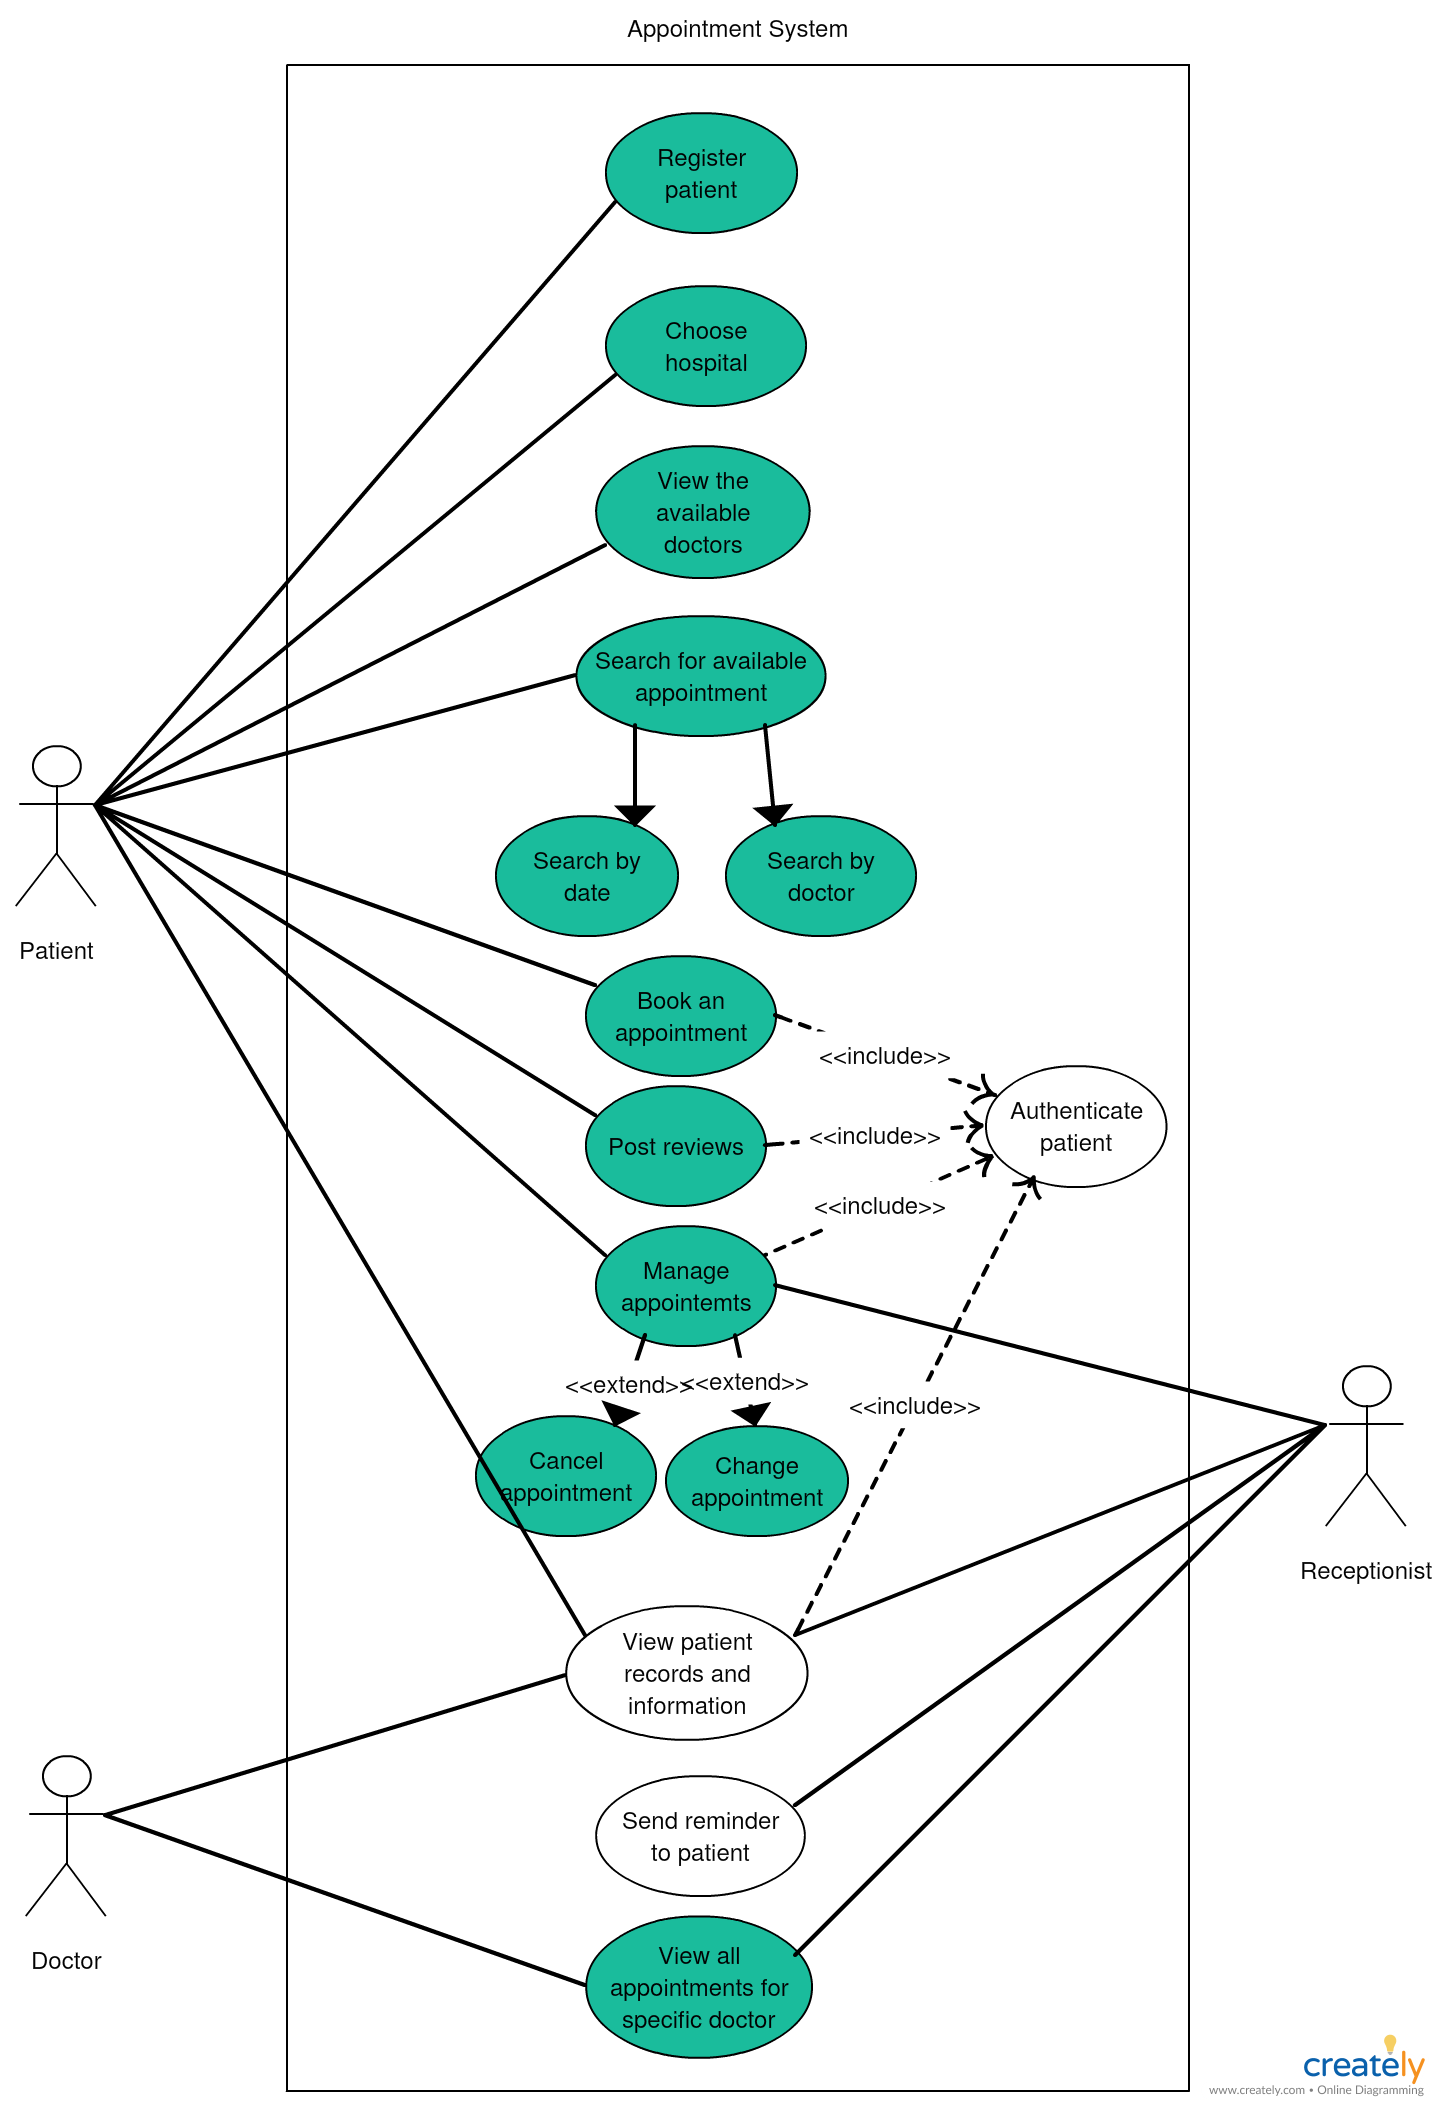 Appointment System
Register
patient
Choose
hospital
View the
available
doctors
Search for available
appointment
Search by
date
Search by
doctor
Patient
Book an
appointment
<<include>>
Authenticate
patient
Post reviews
<<include>>
<<include>>
Manage
appointemts
<<extend>>
<<extend>>
<<include>>
Cancel
appointment
Change
appointment
Receptionist
View patient
records and
information
Send reminder
to patient
Doctor
View all
appointments for
specific doctor
creately
www.creately.com • Online Diagramming